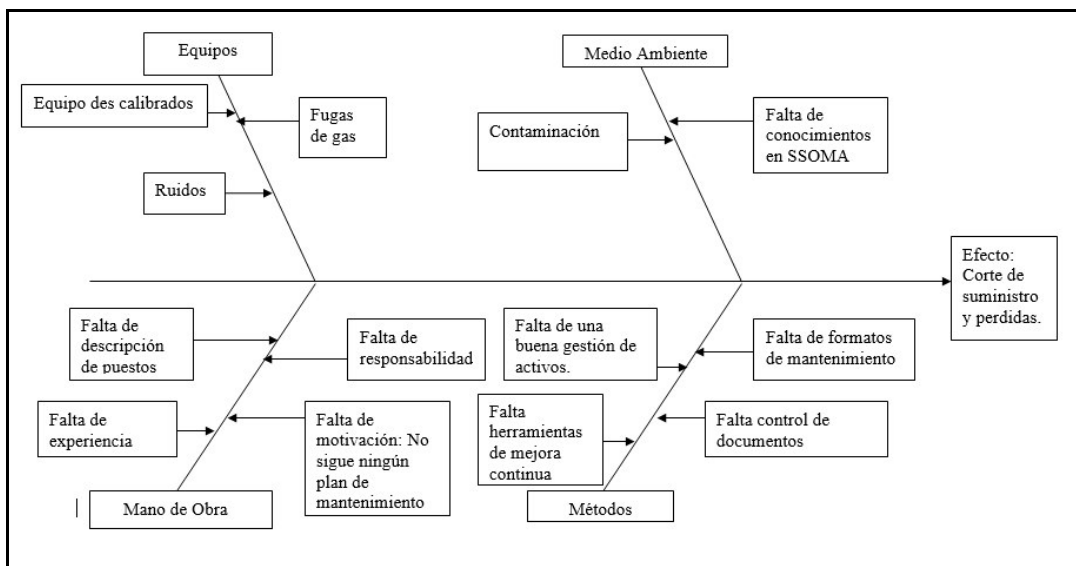 Equipos
Medio Ambiente
Equipo des calibrados
Fugas
de gas
Contaminación
Falta de
conocimientos
en SSOMA
Ruidos
Efecto:
Corte de
suministro
y perdidas.
Falta de
descripción
de puestos
Falta de
responsabilidad
Falta de una
buena gestión de
activos.
Falta de formatos
de mantenimiento
Falta de
experiencia
Falta de
motivación: No
sigue ningún
plan de
mantenimiento
Falta
herramientas
de mejora
continua
Falta control de
documentos
Mano de Obra
Métodos